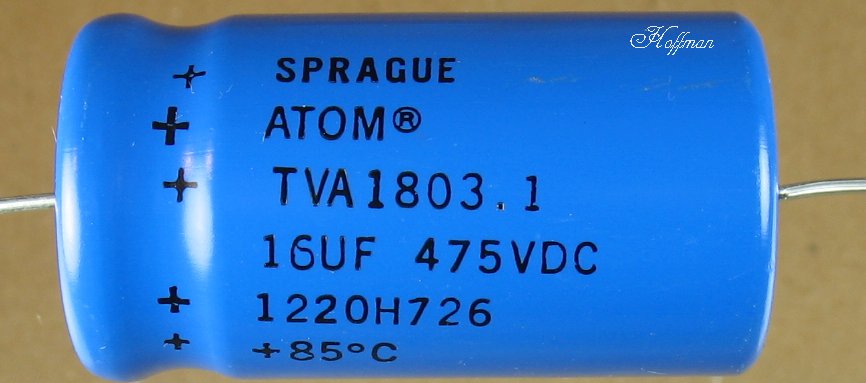 Hoffman
+ SPRAGUE
+ ATOM®
+ TVA1803.1
16UF 475VDC
+ 1220H726
+ +85°C